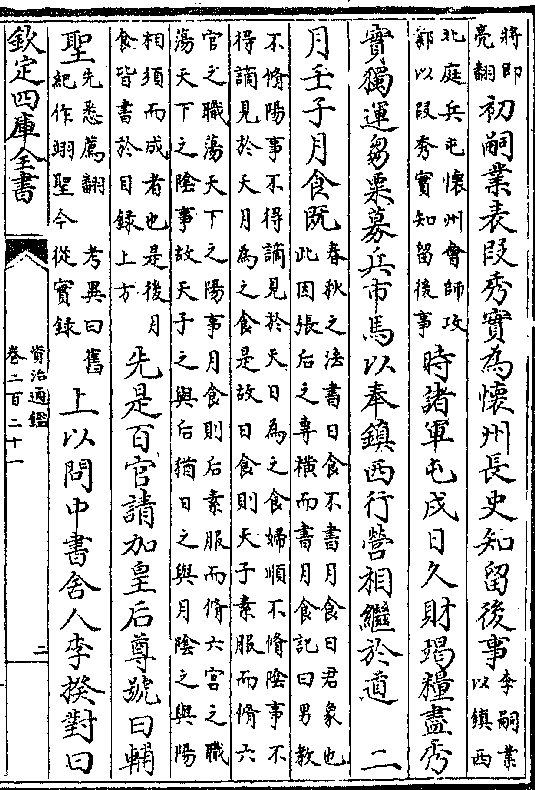 將即亮翻初嗣業表段秀實為懷州長史知留後事李嗣業以鎮西
北庭兵屯懷州會師攻鄴以段秀實知留後事時諸軍屯戍日久財竭糧盡秀
實獨運芻粟募兵市馬以奉鎮西行營相繼於道 二
月壬子月食既春秋之法書日食不書月食日君象也此因張后之專橫而書月食記曰男教
不脩陽事不得謫見於天日為之食婦順不脩陰事不得謫見於天月為之食是故日食則天子素服而脩六
官之職蕩天下之陽事月食則后素服而脩六宫之職蕩天下之陰事故天子之與后猶日之與月陰之與陽
相須而成者也是後月食皆書於目錄上方先是百官請加皇后尊號曰輔
聖先悉薦翻考異曰舊紀作翊聖今從實録上以問中書舍人李揆對曰
欽定四庫全書
資治通鑑
卷二百二十一
二